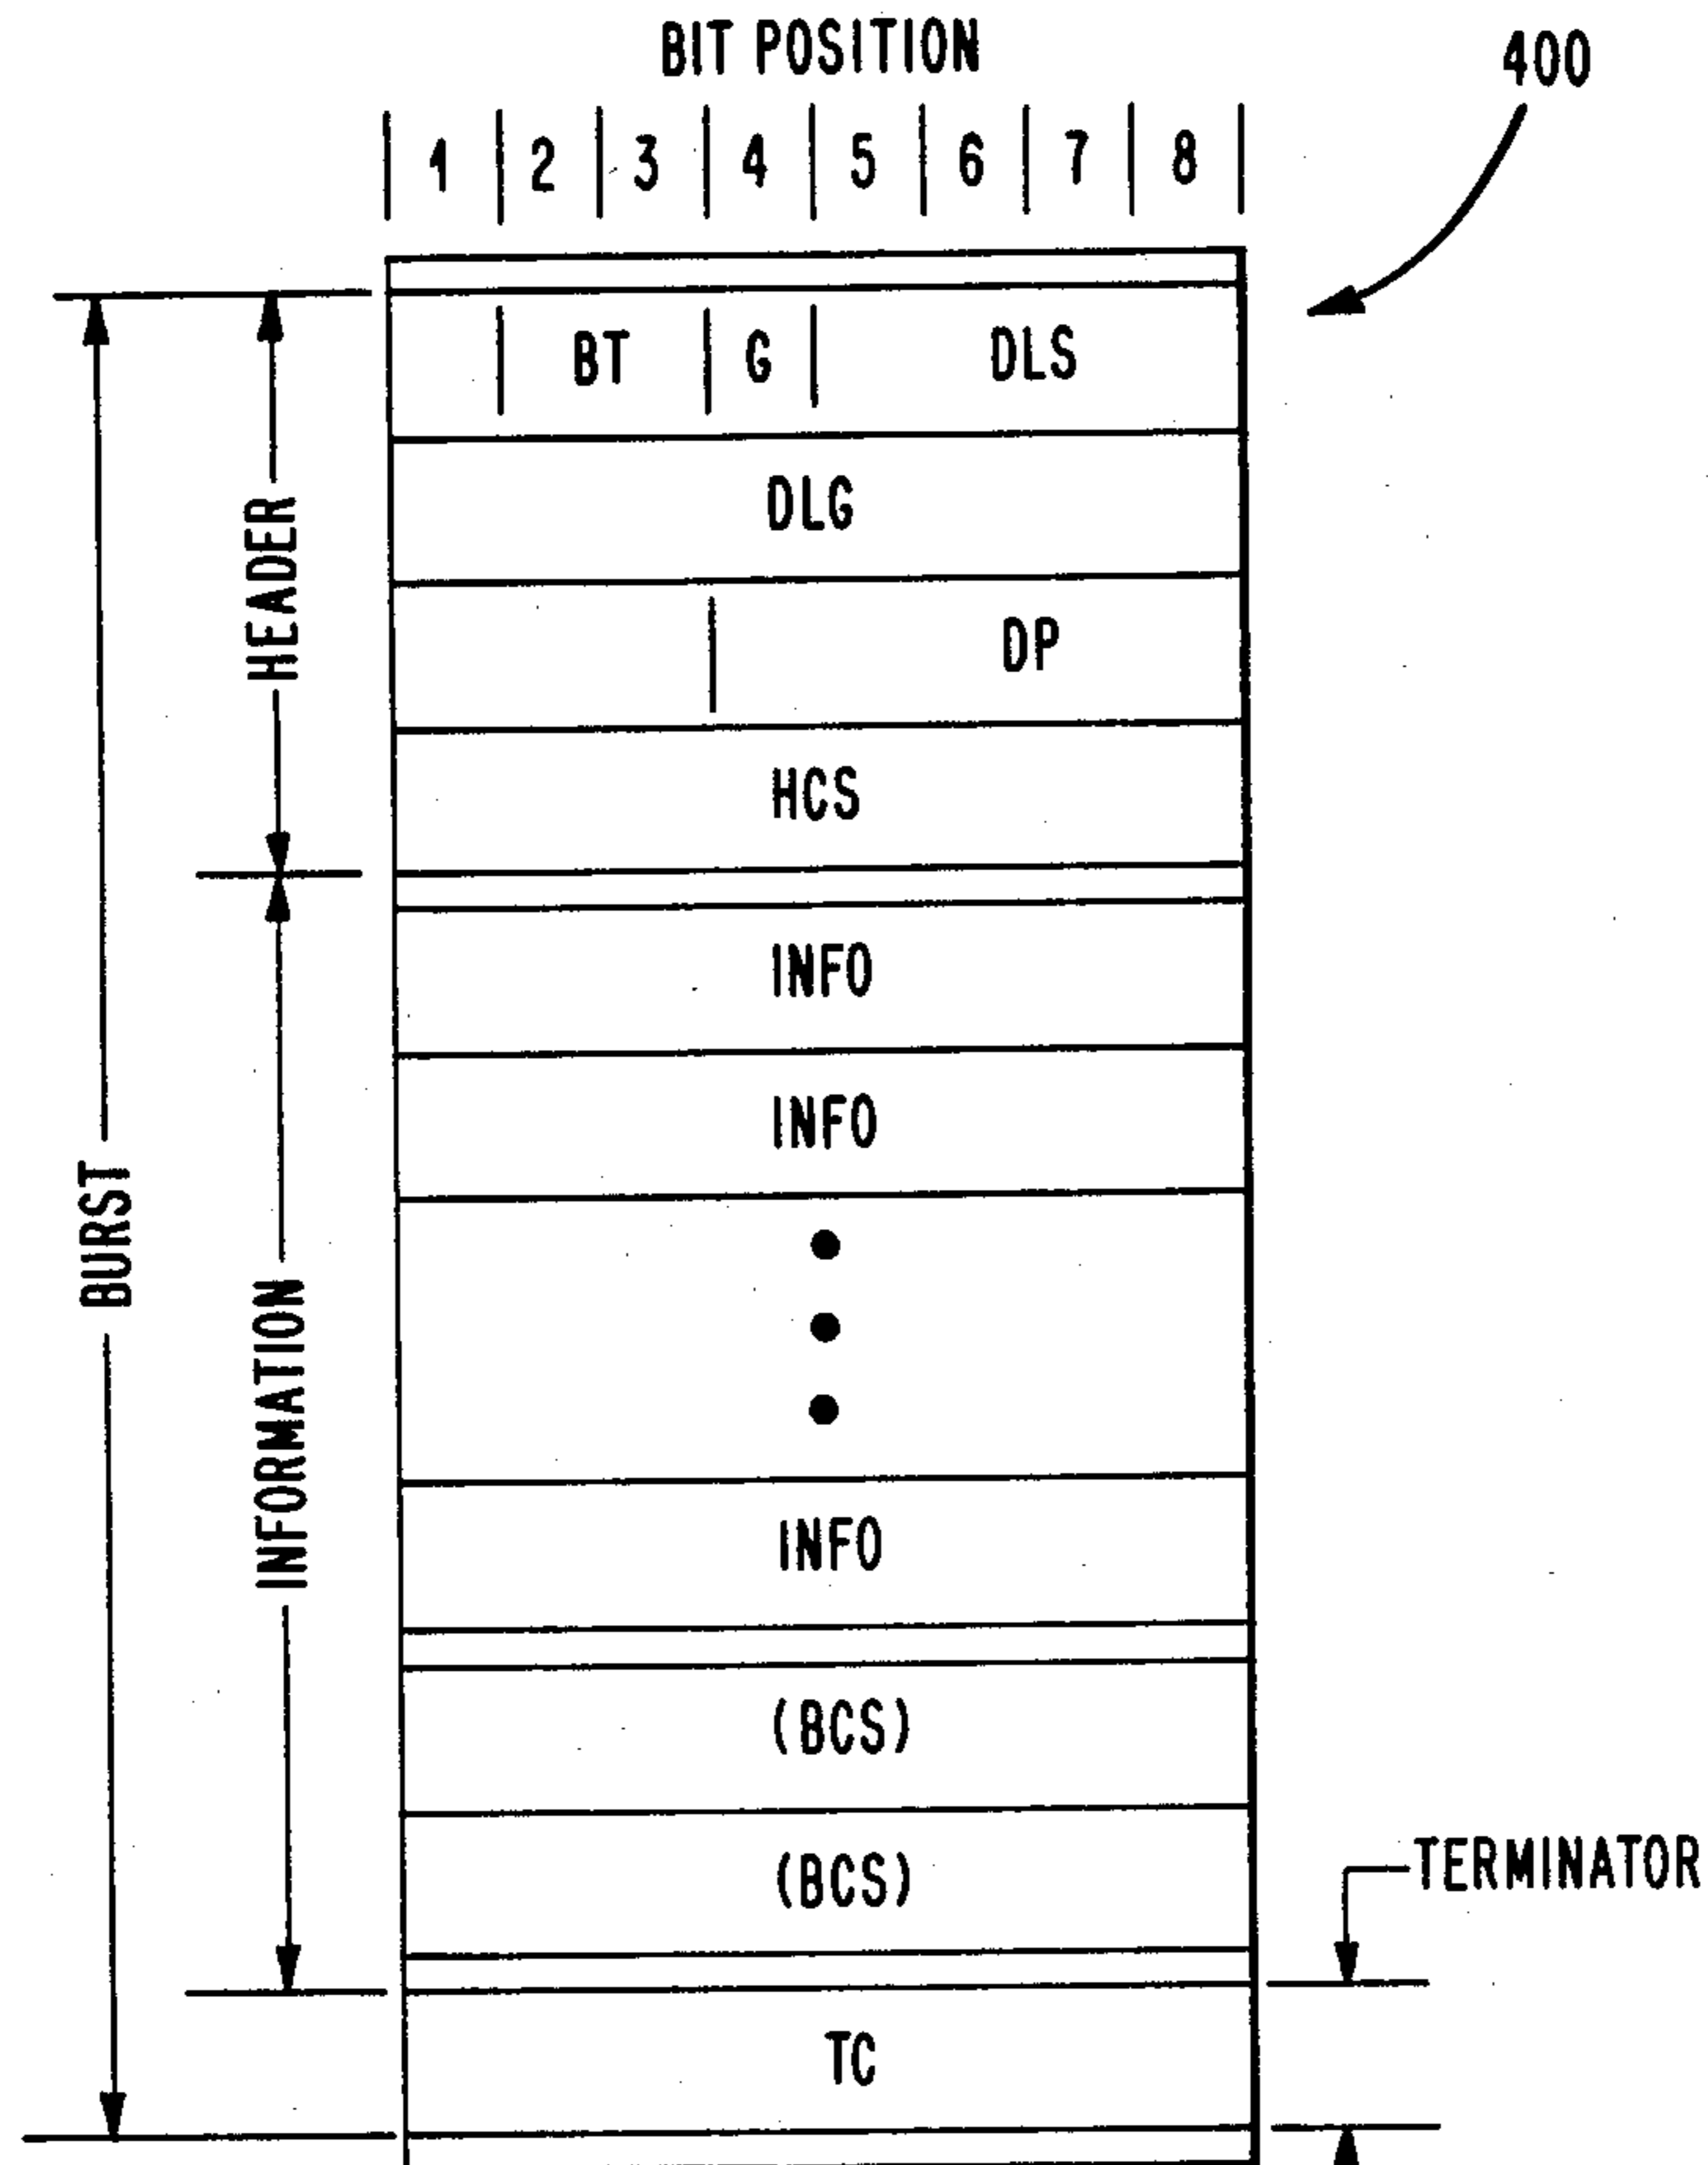 BIT POSITION
400
1 2 3 4 5 6 7 8
BT G DLS
DLG
DP
HCS
HEADER
INFO
INFO
BURST
INFORMATION
INFO
(BCS)
(BCS)
TERMINATOR
TC